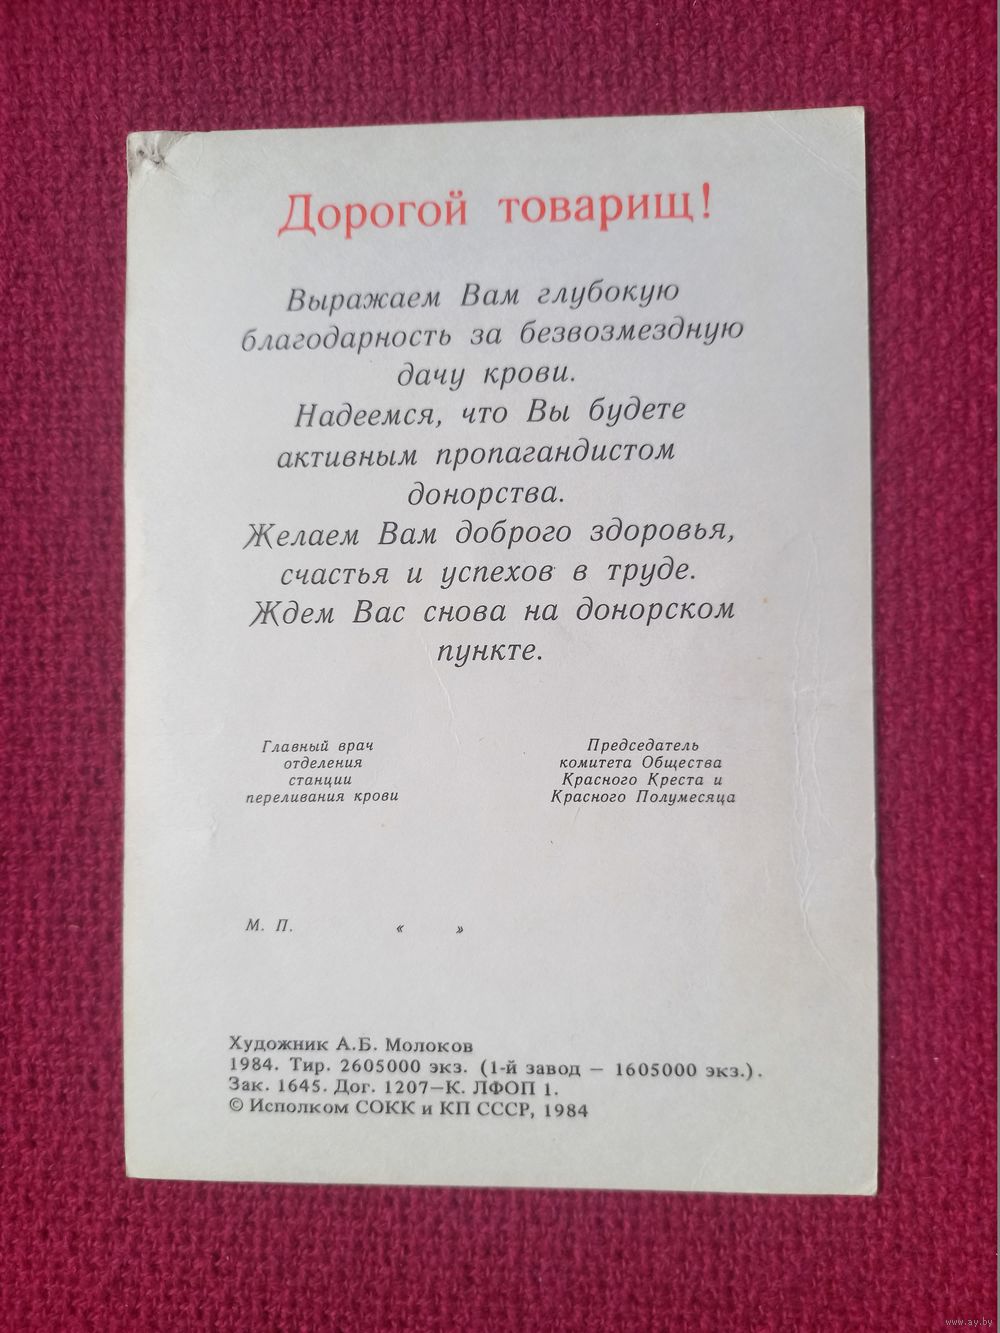 Дорогой товарищ!
Выражаем Вам глубокую
благодарность за безвозмездную
дачу крови.
Надеемся, что Вы будете
активным пропагандистом
донорства.
Желаем Вам доброго здоровья,
счастья и успехов в труде.
Ждем Вас снова на донорском
пункте.
Главный врач
отделения
станции
переливания крови
Председатель
комитета Общества
Красного Креста и
Красного Полумесяца
М. П. « »
Художник А.Б. Молоков
1984. Тир. 2605000 экз. (1-й завод – 1605000 экз.).
Зак. 1645. Дог. 1207–К. ЛФОП 1.
© Исполком СОКК и КП СССР, 1984
www.ay.by